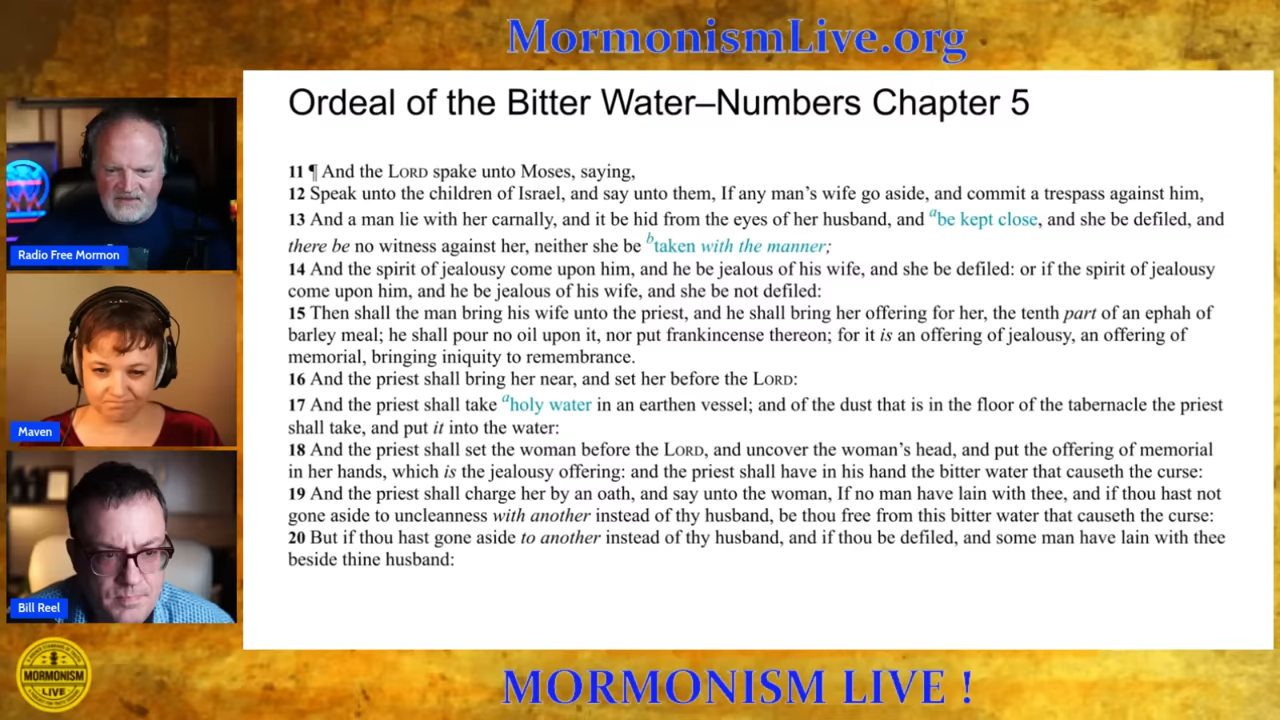 MormonismLive.org
Ordeal of the Bitter Water–Numbers Chapter 5
11 ¶ And the LORD spake unto Moses, saying,
12 Speak unto the children of Israel, and say unto them, If any man’s wife go aside, and commit a trespass against him,
13 And a man lie with her carnally, and it be hid from the eyes of her husband, and abe kept close, and she be defiled, and
there be no witness against her, neither she be btaken with the manner;
14 And the spirit of jealousy come upon him, and he be jealous of his wife, and she be defiled: or if the spirit of jealousy
come upon him, and he be jealous of his wife, and she be not defiled:
15 Then shall the man bring his wife unto the priest, and he shall bring her offering for her, the tenth part of an ephah of
barley meal; he shall pour no oil upon it, nor put frankincense thereon; for it is an offering of jealousy, an offering of
memorial, bringing iniquity to remembrance.
16 And the priest shall bring her near, and set her before the LORD:
17 And the priest shall take aholy water in an earthen vessel; and of the dust that is in the floor of the tabernacle the priest
shall take, and put it into the water:
18 And the priest shall set the woman before the LORD, and uncover the woman’s head, and put the offering of memorial
in her hands, which is the jealousy offering: and the priest shall have in his hand the bitter water that causeth the curse:
19 And the priest shall charge her by an oath, and say unto the woman, If no man have lain with thee, and if thou hast not
gone aside to uncleanness with another instead of thy husband, be thou free from this bitter water that causeth the curse:
20 But if thou hast gone aside to another instead of thy husband, and if thou be defiled, and some man have lain with thee
beside thine husband:
Radio Free Mormon
Maven
Bill Reel
MORMONISM
LIVE
MORMONISM LIVE !